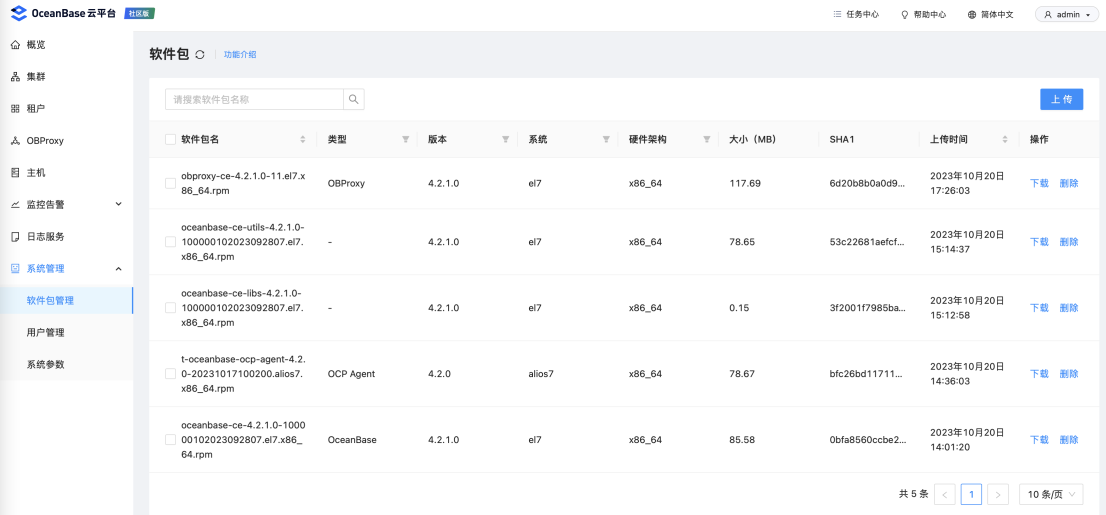 OceanBase 云平台 社区版
任务中心 帮助中心 简体中文 admin
概览
集群
租户
OBProxy
主机
监控告警
日志服务
系统管理
软件包管理
用户管理
系统参数
软件包 功能介绍
请搜索软件包名称
上 传
软件包名 类型 版本 系统 硬件架构 大小（MB） SHA1 上传时间 操作
obproxy-ce-4.2.1.0-11.el7.x
86_64.rpm
OBProxy 4.2.1.0 el7 x86_64 117.69 6d20b8b0a0d9...
2023年10月20日
17:26:03
下载 删除
oceanbase-ce-utils-4.2.1.0-
100000102023092807.el7.
x86_64.rpm
- 4.2.1.0 el7 x86_64 78.65 53c22681aefcf...
2023年10月20日
15:14:37
下载 删除
oceanbase-ce-libs-4.2.1.0-
100000102023092807.el7.
x86_64.rpm
- 4.2.1.0 el7 x86_64 0.15 3f2001f7985ba...
2023年10月20日
15:12:58
下载 删除
t-oceanbase-ocp-agent-4.2.
0-20231017100200.alios7.
x86_64.rpm
OCP Agent 4.2.0 alios7 x86_64 78.67 bfc26bd11711...
2023年10月20日
14:36:03
下载 删除
oceanbase-ce-4.2.1.0-1000
00102023092807.el7.x86_
64.rpm
OceanBase 4.2.1.0 el7 x86_64 85.58 0bfa8560ccbe2...
2023年10月20日
14:01:20
下载 删除
共 5 条 < 1 > 10 条/页